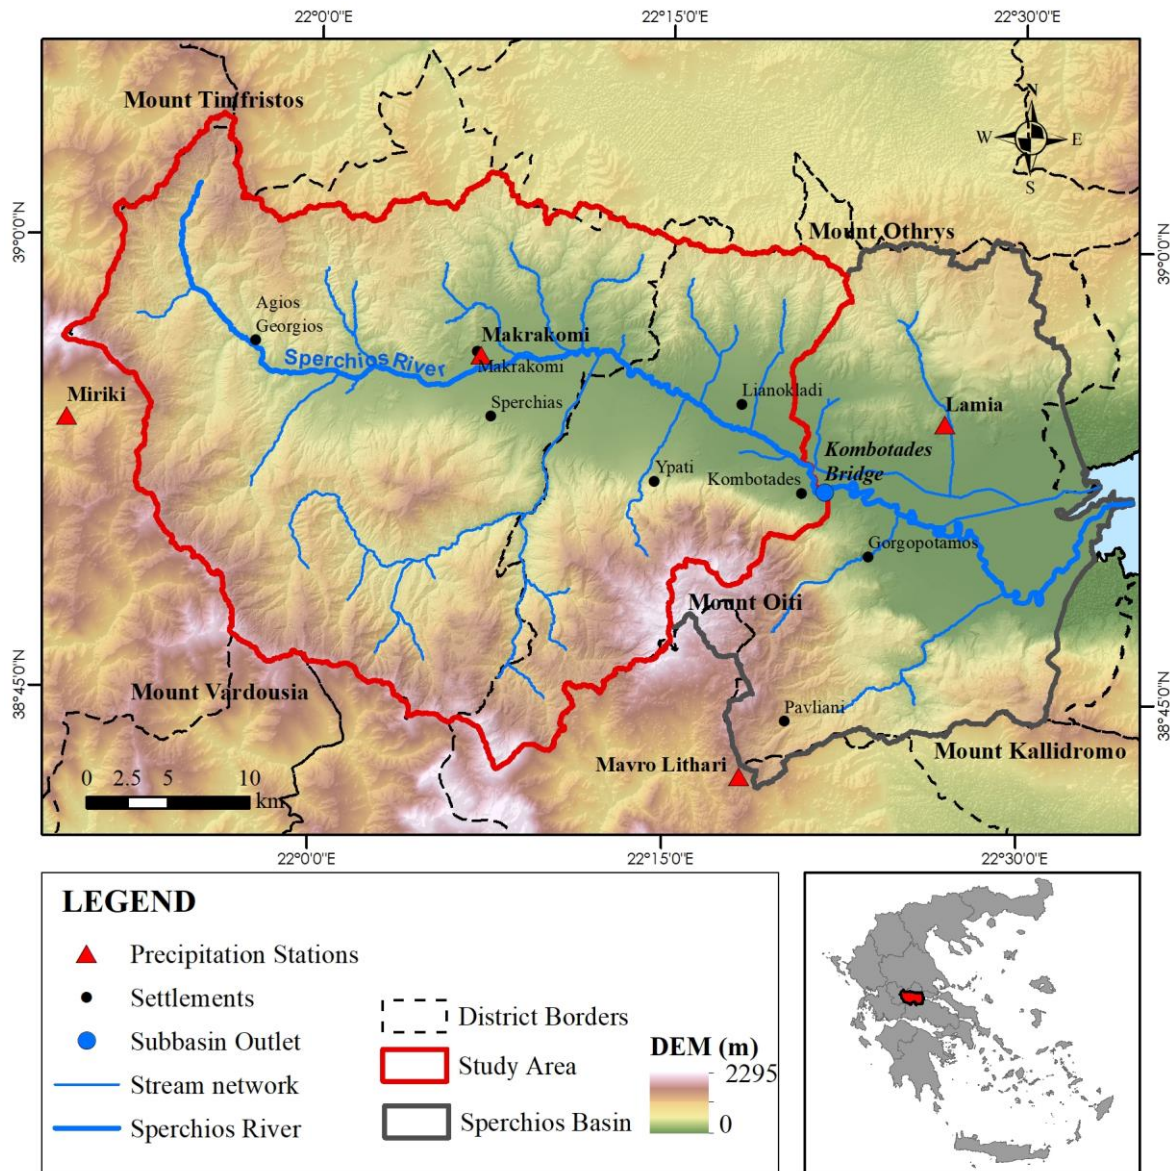 22°0'0"E
22°15'0"E
22°30'0"E
Mount Timfristos
N
W
E
S
39°0'0"N
39°0'0"N
Mount Othrys
Agios
Georgios
Makrakomi
Sperchios River
Makrakomi
Miriki
Sperchias
Lianokladi
Lamia
Kombotades
Bridge
Ypati
Kombotades
Gorgopotamos
Mount Oiti
38°45'0"N
38°45'0"N
Mount Vardousia
Pavliani
Mount Kallidromo
Mavro Lithari
0 2.5 5 10
km
22°0'0"E
22°15'0"E
22°30'0"E
LEGEND
Precipitation Stations
Settlements
Subbasin Outlet
Stream network
Sperchios River
District Borders
Study Area
Sperchios Basin
DEM (m)
2295
0